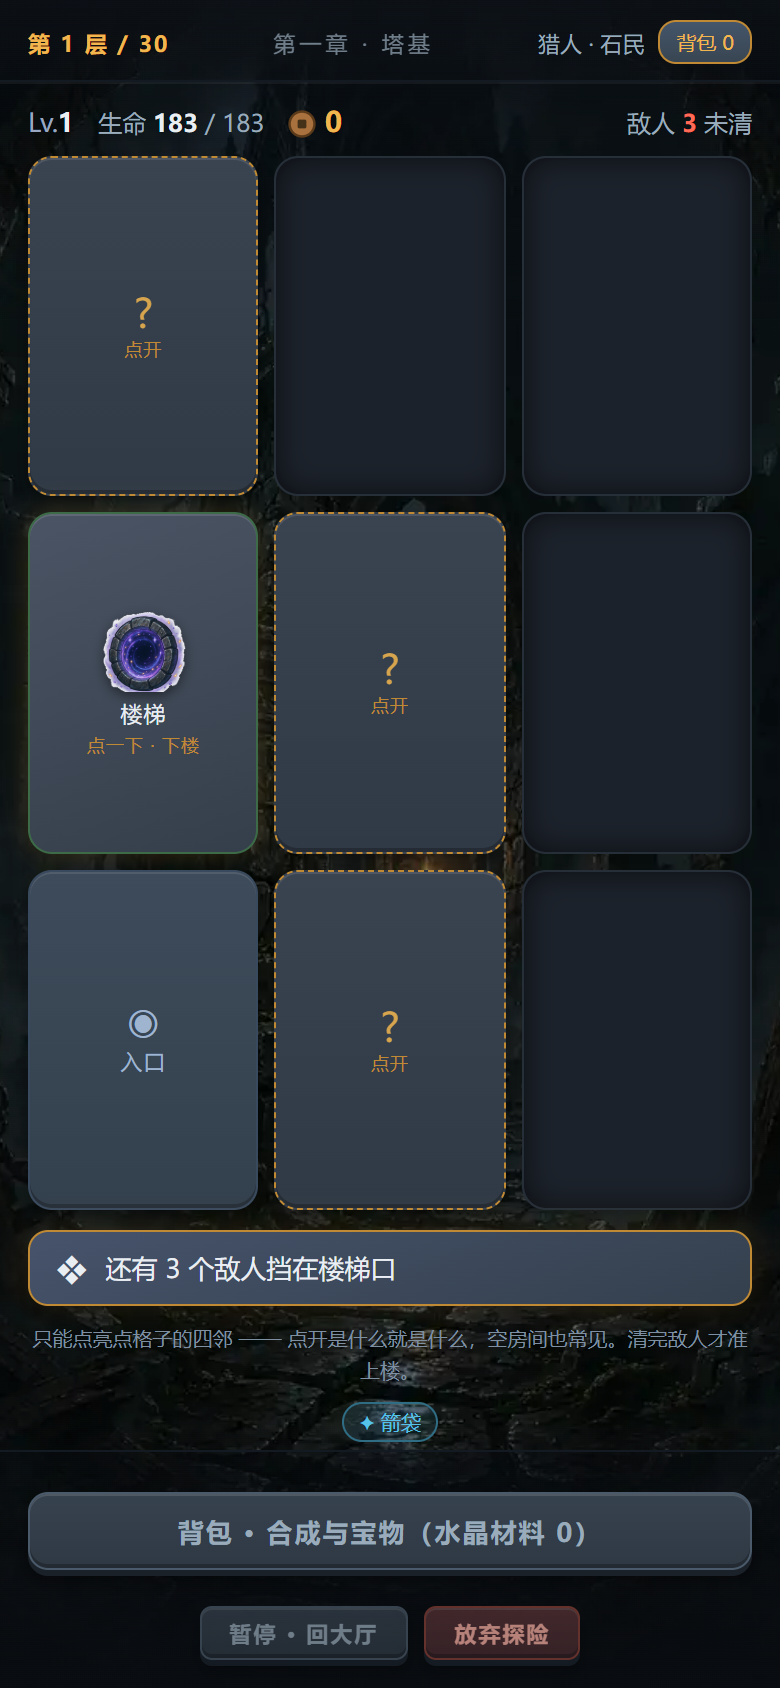 第 1 层 / 30
第一章 · 塔基
猎人 · 石民
背包 0
Lv.1 生命 183 / 183 0
敌人 3 未清
?
点开
楼梯
点一下 · 下楼
?
点开
入口
?
点开
还有 3 个敌人挡在楼梯口
只能点亮点格子的四邻 —— 点开是什么就是什么，空房间也常见。清完敌人才准
上楼。
✦ 箭袋
背包 · 合成与宝物（水晶材料 0）
暂停 · 回大厅
放弃探险